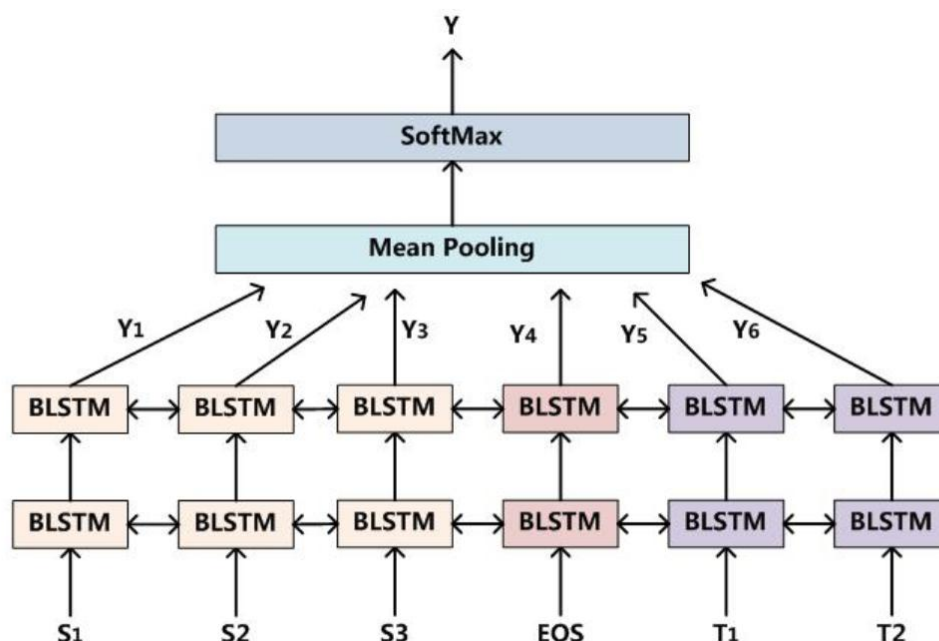 Y
SoftMax
Mean Pooling
Y1 Y2 Y3 Y4 Y5 Y6
BLSTM BLSTM BLSTM BLSTM BLSTM BLSTM
BLSTM BLSTM BLSTM BLSTM BLSTM BLSTM
S1 S2 S3 EOS T1 T2